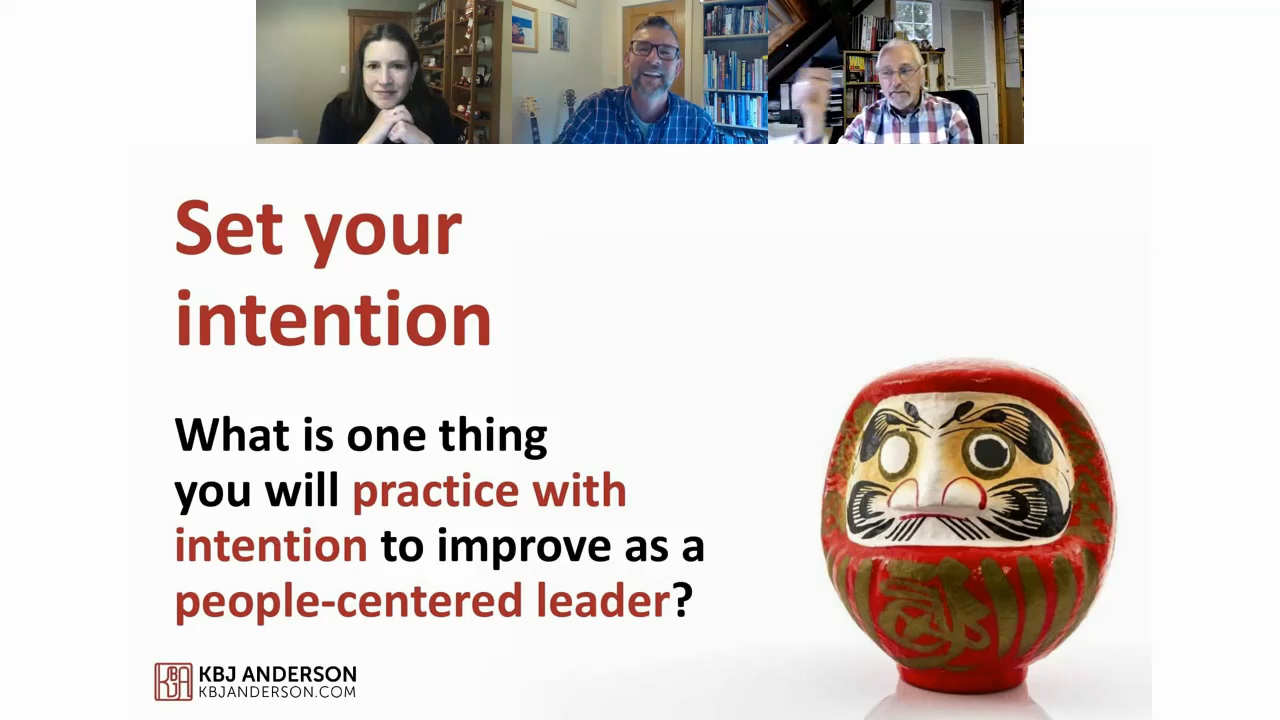 Set your
intention
What is one thing
you will practice with
intention to improve as a
people-centered leader?
KBJ ANDERSON
KBJANDERSON.COM